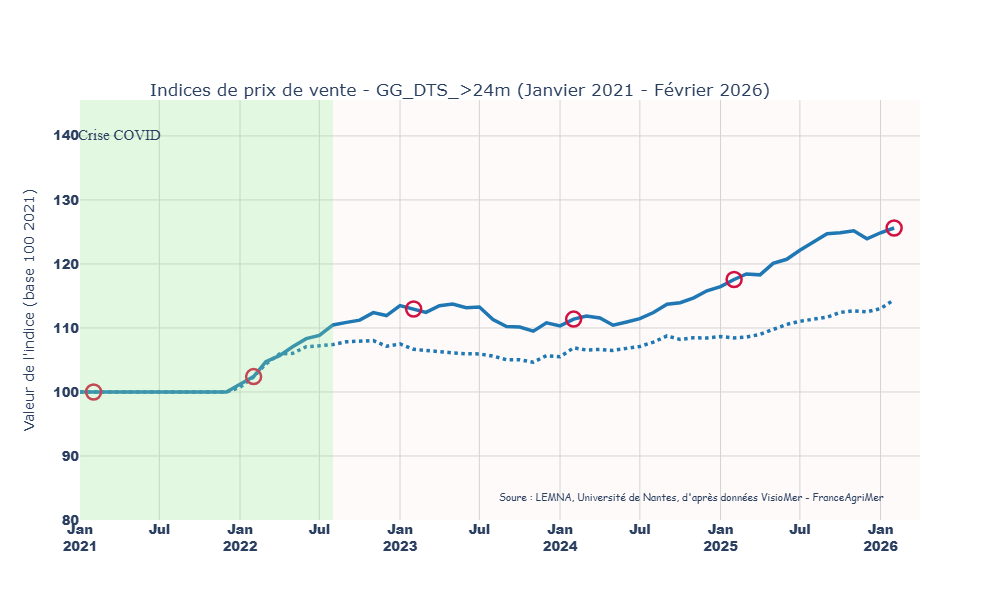 Indices de prix de vente - GG_DTS_>24m (Janvier 2021 - Février 2026)
Valeur de l'indice (base 100 2021)
140
Crise COVID
130
120
110
100
90
80
Soure : LEMNA, Université de Nantes, d'après données VisioMer - FranceAgriMer
Jan Jul Jan Jul Jan Jul Jan Jul Jan Jul Jan
2021 2022 2023 2024 2025 2026